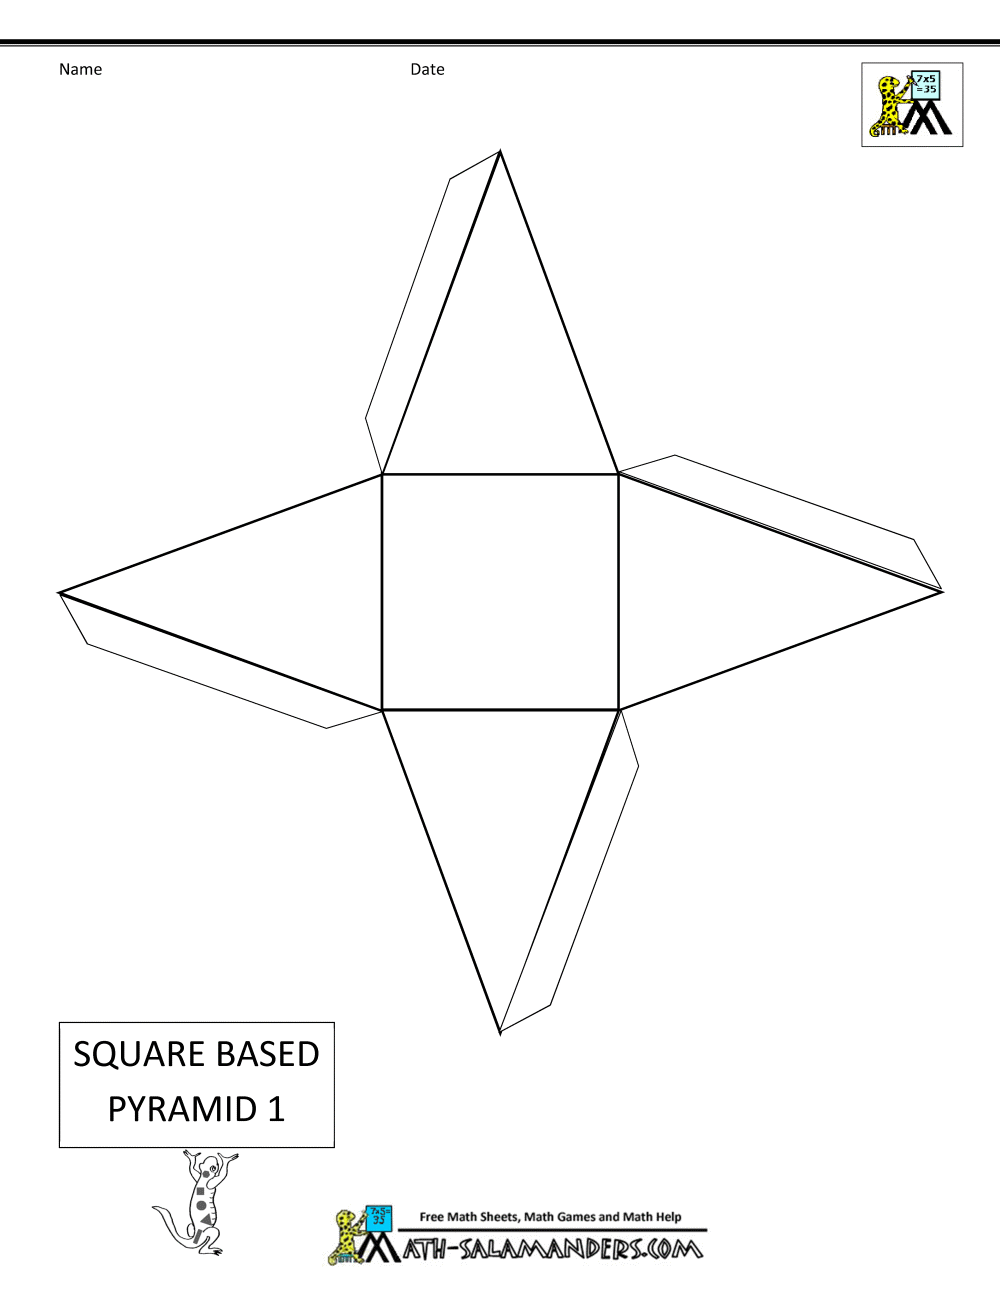 Name Date
7x5
=35
SQUARE BASED
PYRAMID 1
7x5=
35
Free Math Sheets, Math Games and Math Help
ATH-SALAMANDERS.COM